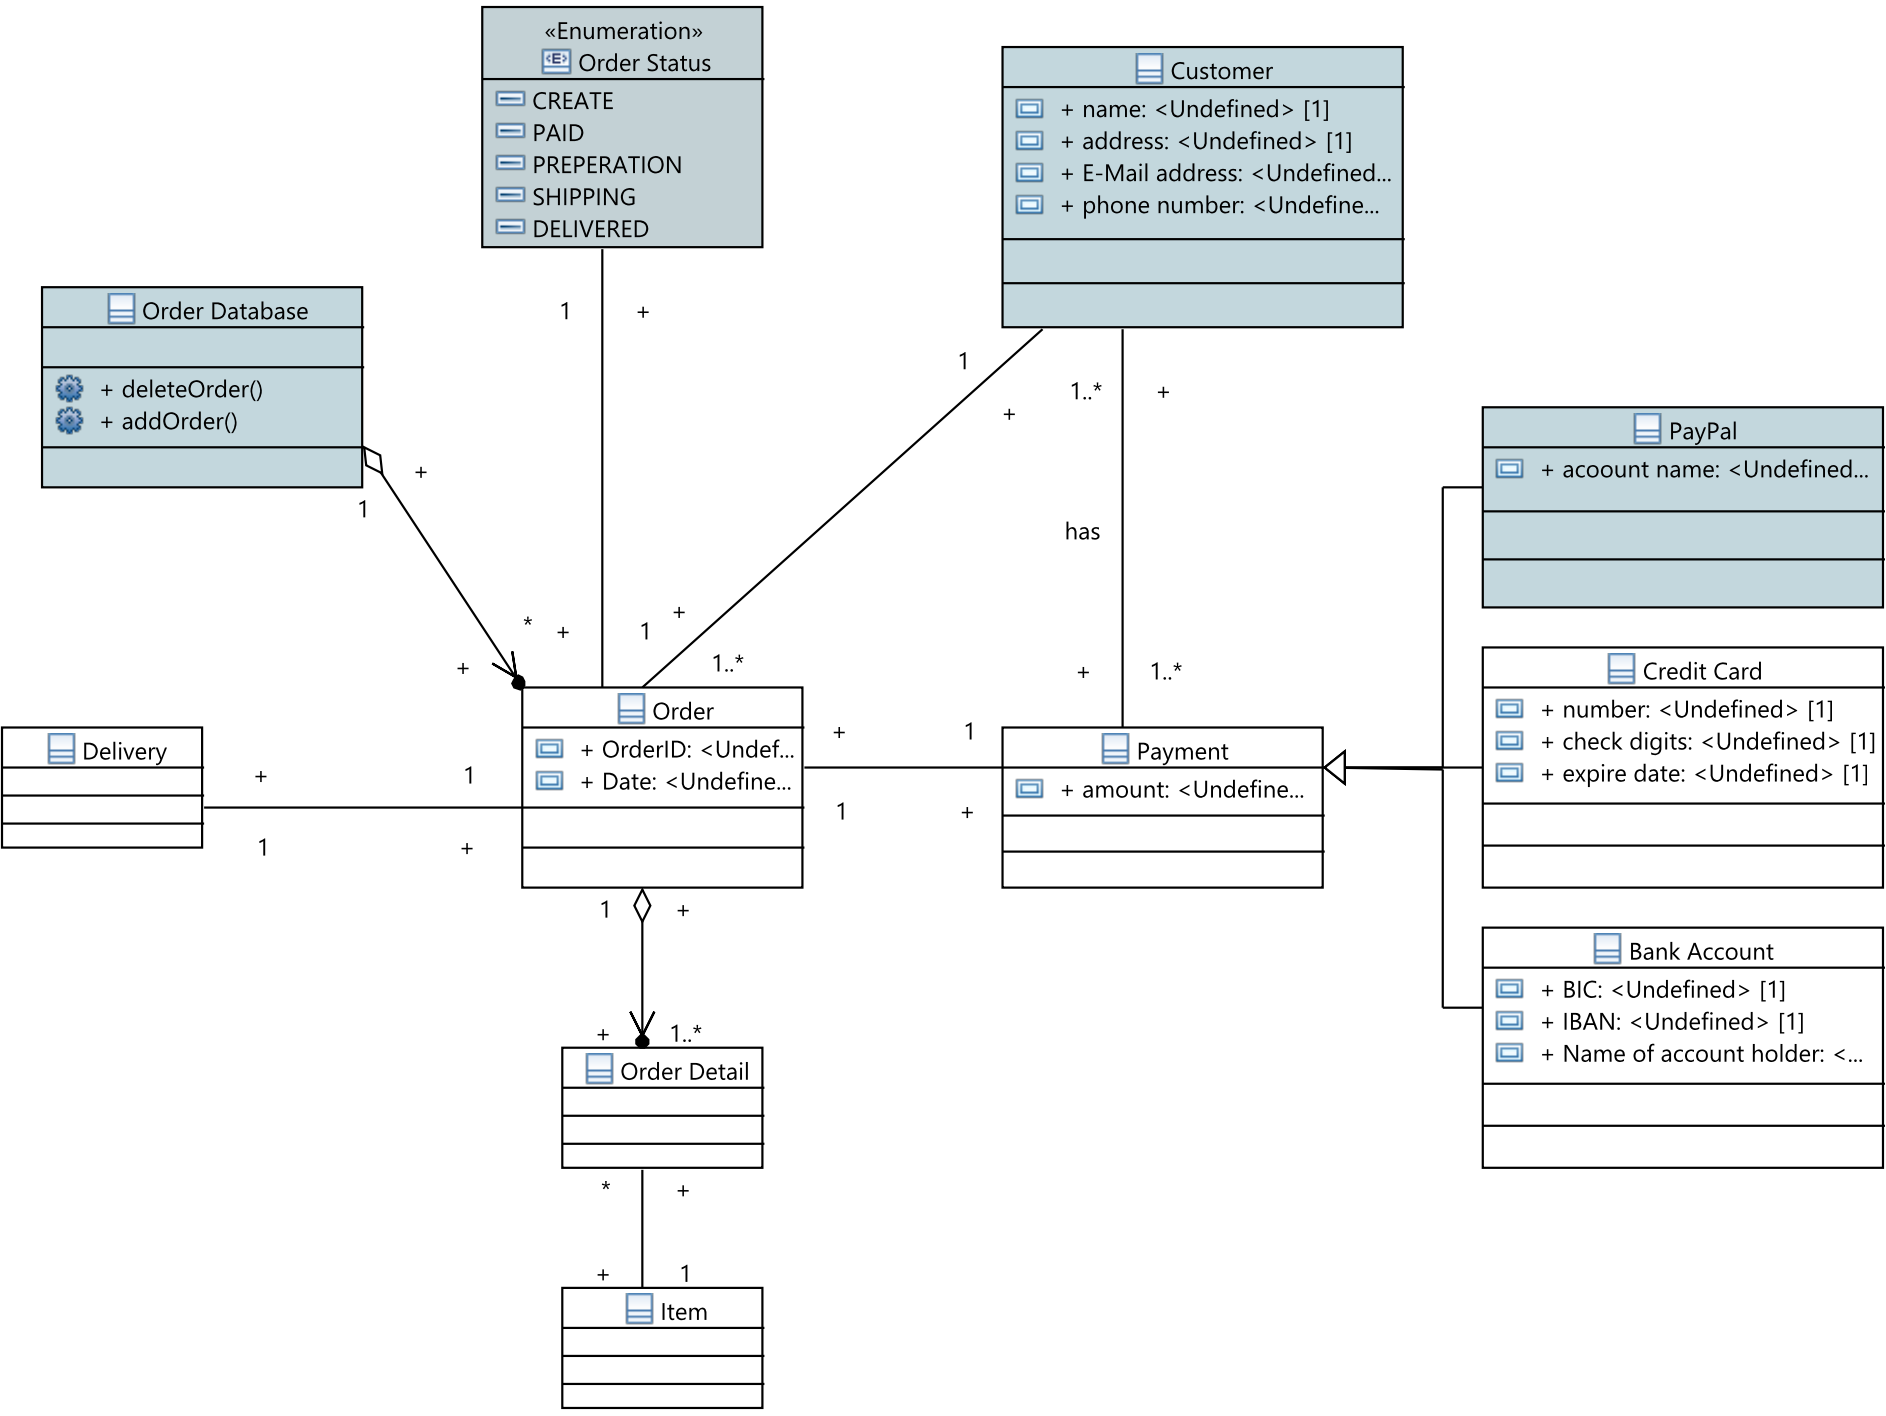 «Enumeration»
Order Status
CREATE
PAID
PREPERATION
SHIPPING
DELIVERED
Customer
+ name: <Undefined> [1]
+ address: <Undefined> [1]
+ E-Mail address: <Undefined...
+ phone number: <Undefine...
Order Database
+ deleteOrder()
+ addOrder()
1
+
1
+
1..*
+
+
1
has
*
+
+
1
+
1..*
+
1..*
PayPal
+ acoount name: <Undefined...
Credit Card
+ number: <Undefined> [1]
+ check digits: <Undefined> [1]
+ expire date: <Undefined> [1]
Bank Account
+ BIC: <Undefined> [1]
+ IBAN: <Undefined> [1]
+ Name of account holder: <...
Delivery
+
1
1
+
Order
+ OrderID: <Undef...
+ Date: <Undefine...
+
1
1
+
Payment
+ amount: <Undefine...
1
+
+
1..*
Order Detail
*
+
+
1
Item